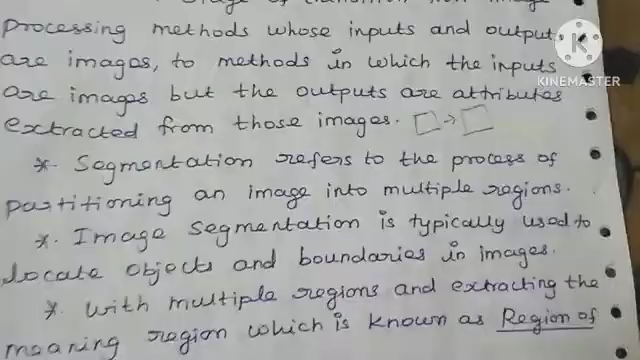 processing methods whose inputs and output
are images, to methods in which the inputs
are images but the outputs are attributes
extracted from those images.
*. Segmentation refers to the process of
partitioning an image into multiple regions.
*. Image segmentation is typically used to
locate objects and boundaries in images.
* With multiple regions and extracting the
meaning region which is known as Region of
KINEMASTER